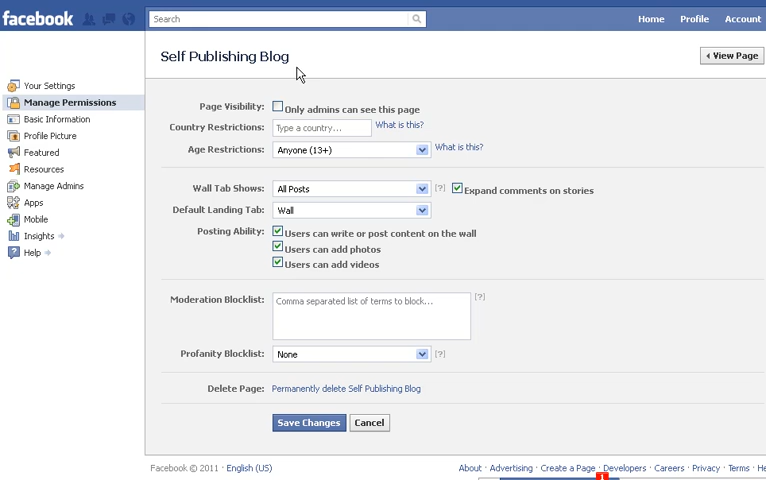 facebook
Search
Home Profile Account
Self Publishing Blog
View Page
Your Settings
Manage Permissions
Basic Information
Profile Picture
Featured
Resources
Manage Admins
Apps
Mobile
Insights
Help
Page Visibility: Only admins can see this page
Country Restrictions: Type a country... What is this?
Age Restrictions: Anyone (13+) What is this?
Wall Tab Shows: All Posts [?] Expand comments on stories
Default Landing Tab: Wall
Posting Ability: Users can write or post content on the wall
Users can add photos
Users can add videos
Moderation Blocklist: Comma separated list of terms to block... [?]
Profanity Blocklist: None [?]
Delete Page: Permanently delete Self Publishing Blog
Save Changes Cancel
Facebook © 2011 · English (US)
About · Advertising · Create a Page · Developers · Careers · Privacy · Terms · He